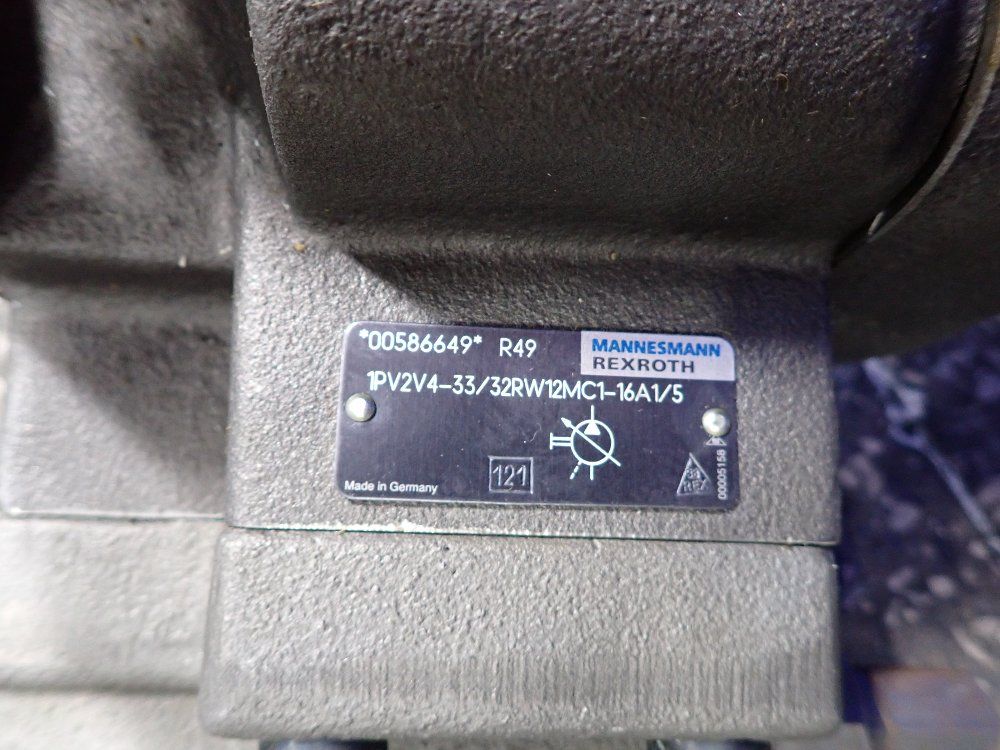 *00586649* R49
MANNESMANN
REXROTH
1PV2V4-33/32RW12MC1-16A1/5
121
Made in Germany
00005158